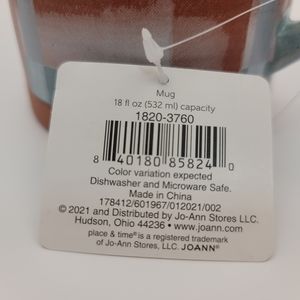 Mug
18 fl oz (532 ml) capacity
1820-3760
8 40180 85824 0
Color variation expected
Dishwasher and Microware Safe.
Made in China
178412/601967/012021/002
© 2021 and Distributed by Jo-Ann Stores LLC.
Hudson, Ohio 44236 • www.joann.com
place & time® is a registered trademark
of Jo-Ann Stores, LLC. JOANN®